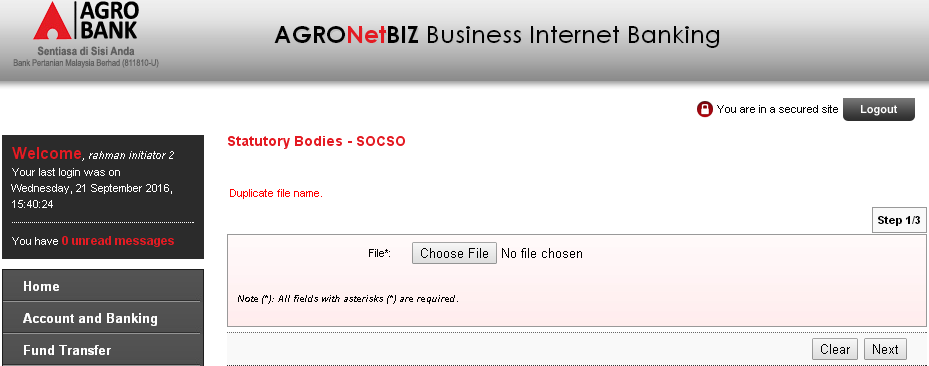 AGRO
BANK
Sentiasa di Sisi Anda
Bank Pertanian Malaysia Berhad (811810-U)
AGRONetBIZ Business Internet Banking
You are in a secured site
Logout
Welcome, rahman initiator 2
Your last login was on
Wednesday, 21 September 2016,
15:40:24
You have 0 unread messages
Home
Account and Banking
Fund Transfer
Statutory Bodies - SOCSO
Duplicate file name.
Step 1/3
File*: Choose File No file chosen
Note (*): All fields with asterisks (*) are required.
Clear Next